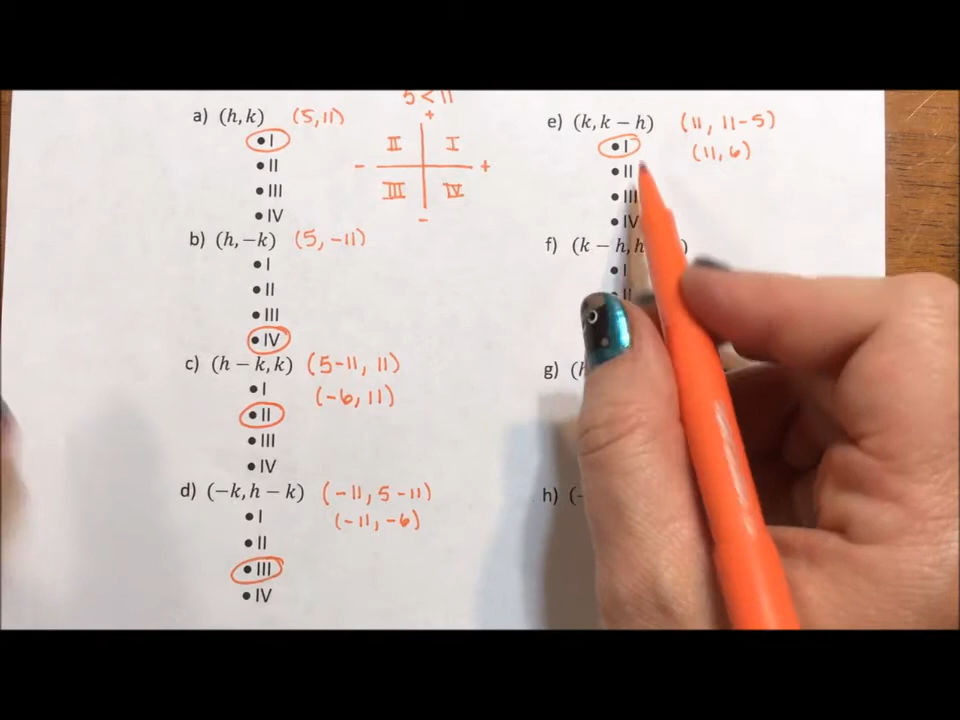 5 < 11
a) (h, k) (5, 11)
• I
• II
• III
• IV
+
II I
- +
III IV
-
b) (h, −k) (5, -11)
• I
• II
• III
• IV
c) (h − k, k) (5-11, 11)
• I (-6, 11)
• II
• III
• IV
d) (−k, h − k) (-11, 5-11)
• I (-11, -6)
• II
• III
• IV
e) (k, k − h) (11, 11-5)
• I (11, 6)
• II
• III
• IV
f) (k − h, h )
• I
• II
g) (
h) (−